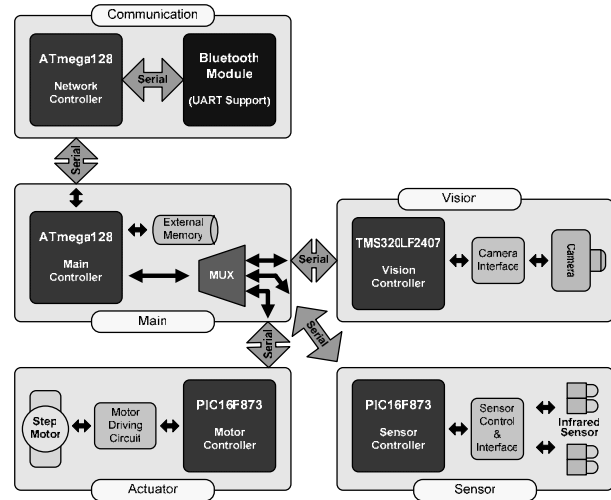 Communication
ATmega128
Network
Controller
Serial
Bluetooth
Module
(UART Support)
Serial
ATmega128
Main
Controller
External
Memory
MUX
Main
Serial
Serial
Serial
Visior
TMS320LF2407
Vision
Controller
Camera
Interface
Camera
Step
Motor
Motor
Driving
Circuil
PIC16F873
Motor
Controller
Actuator
PIC16F873
Sensor
Controller
Sensor
Control
&
Interface
Infrared
Sensor
Sensor